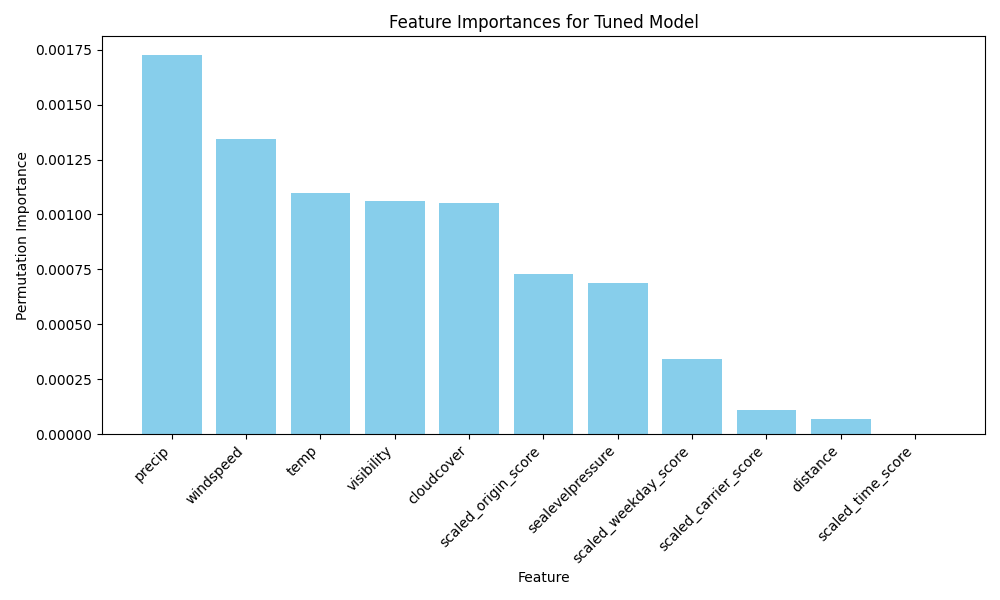 Feature Importances for Tuned Model
Permutation Importance
0.00175
0.00150
0.00125
0.00100
0.00075
0.00050
0.00025
0.00000
precip
windspeed
temp
visibility
cloudcover
scaled_origin_score
sealevelpressure
scaled_weekday_score
scaled_carrier_score
distance
scaled_time_score
Feature